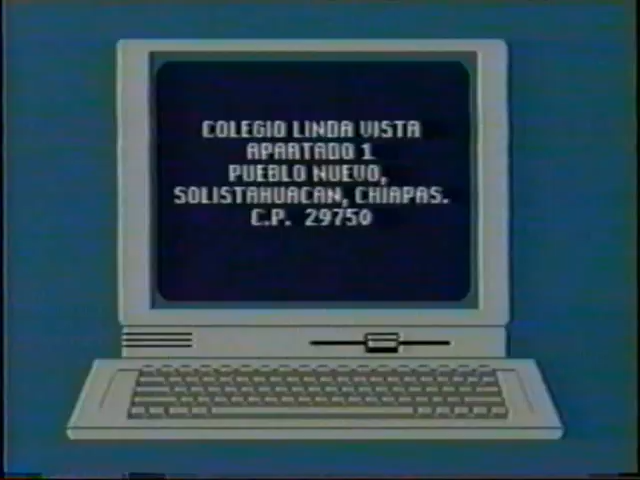 COLEGIO LINDA VISTA
APARTADO 1
PUEBLO NUEVO,
SOLISTAHUACAN, CHIAPAS.
C.P. 29750